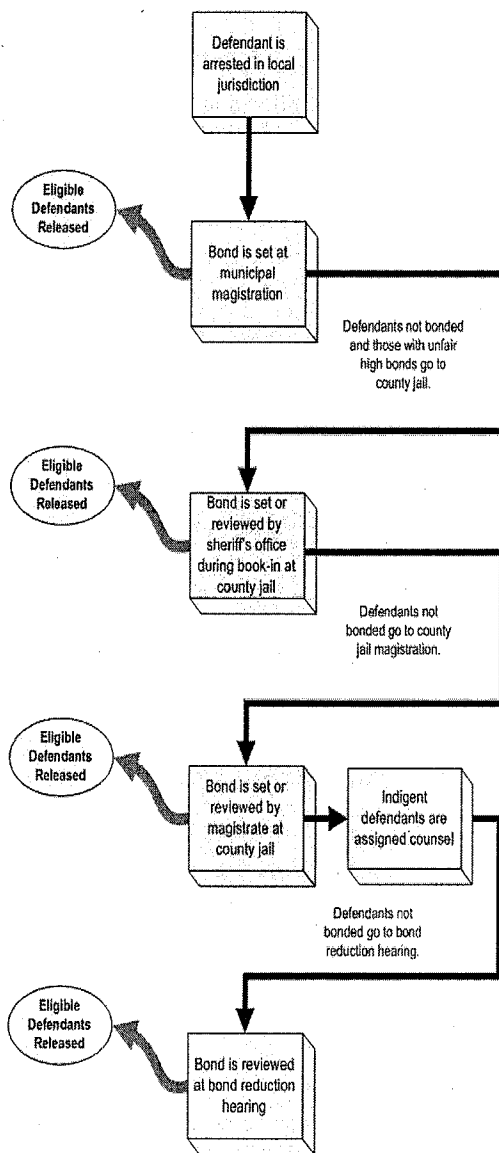 Defendant is
arrested in local
jurisdiction
Eligible
Defendants
Released
Bond is set at
municipal
magistration
Defendants not bonded
and those with unfair
high bonds go to
county jail.
Eligible
Defendants
Released
Bond is set or
reviewed by
sheriff's office
during book-in at
county jail
Defendants not
bonded go to county
jail magistration.
Eligible
Defendants
Released
Bond is set or
reviewed by
magistrate at
county jail
Indigent
defendants are
assigned counsel
Defendants not
bonded go to bond
reduction hearing.
Eligible
Defendants
Released
Bond is reviewed
at bond reduction
hearing